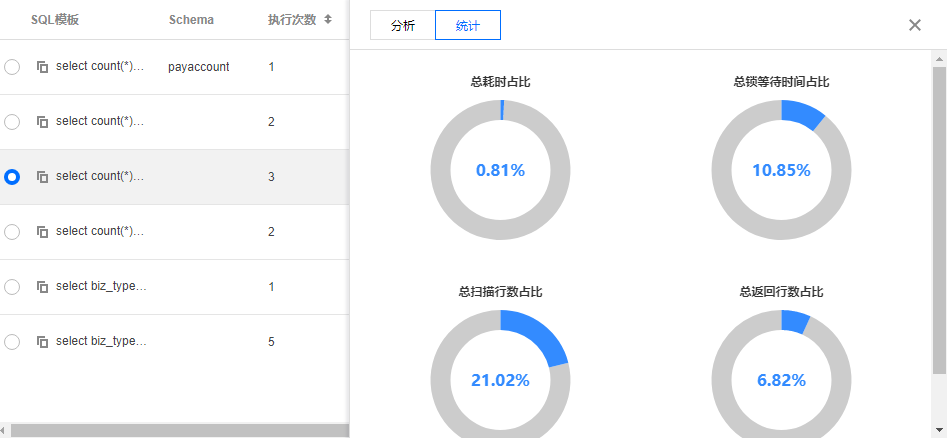 SQL模板 Schema 执行次数
select count(*)... payaccount 1
select count(*)... 2
select count(*)... 3
select count(*)... 2
select biz_type... 1
select biz_type... 5
分析 统计
总耗时占比
0.81%
总锁等待时间占比
10.85%
总扫描行数占比
21.02%
总返回行数占比
6.82%